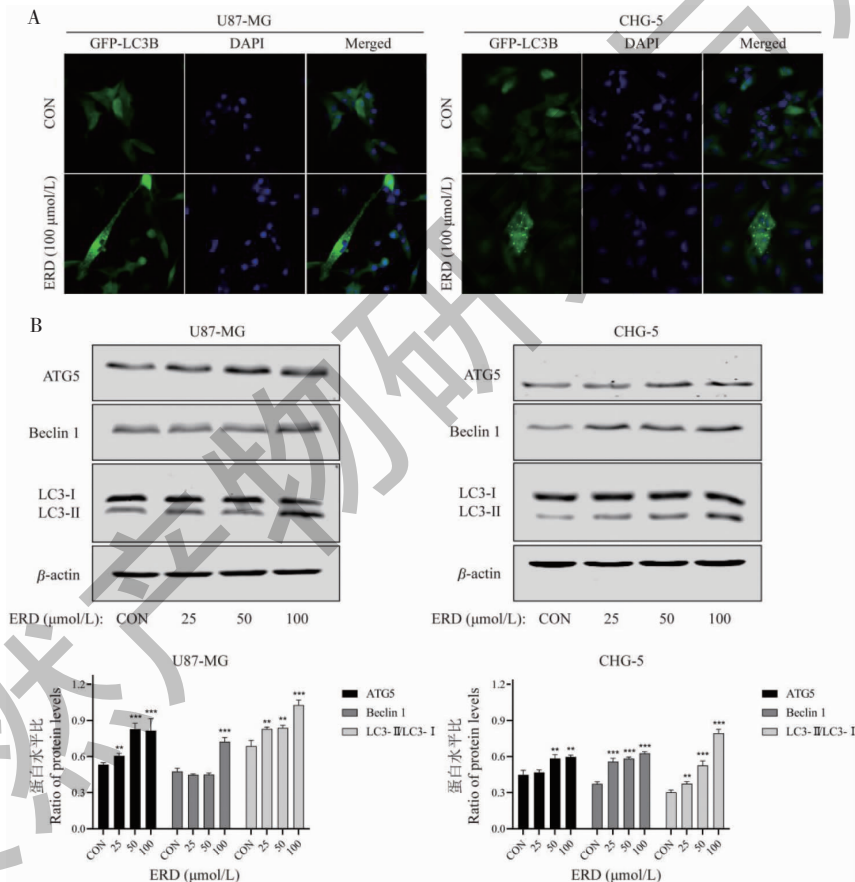 A
U87-MG
CHG-5
GFP-LC3B DAPI Merged
GFP-LC3B DAPI Merged
CON
CON
ERD (100 μmol/L)
ERD (100 μmol/L)
B
U87-MG
CHG-5
ATG5
ATG5
Beclin 1
Beclin 1
LC3-I
LC3-I
LC3-II
LC3-II
β-actin
β-actin
ERD (μmol/L): CON 25 50 100
ERD (μmol/L): CON 25 50 100
U87-MG
CHG-5
蛋白水平比
Ratio of protein levels
1.2
0.9
0.6
0.3
0.0
** *** *** *** ** ** ***
ATG5
Beclin 1
LC3-Ⅱ/LC3-Ⅰ
CON 25 50 100 CON 25 50 100 CON 25 50 100
ERD (μmol/L)
蛋白水平比
Ratio of protein levels
1.2
0.9
0.6
0.3
0.0
** ** *** *** *** ** *** ***
ATG5
Beclin 1
LC3-Ⅱ/LC3-Ⅰ
CON 25 50 100 CON 25 50 100 CON 25 50 100
ERD (μmol/L)
然产物研